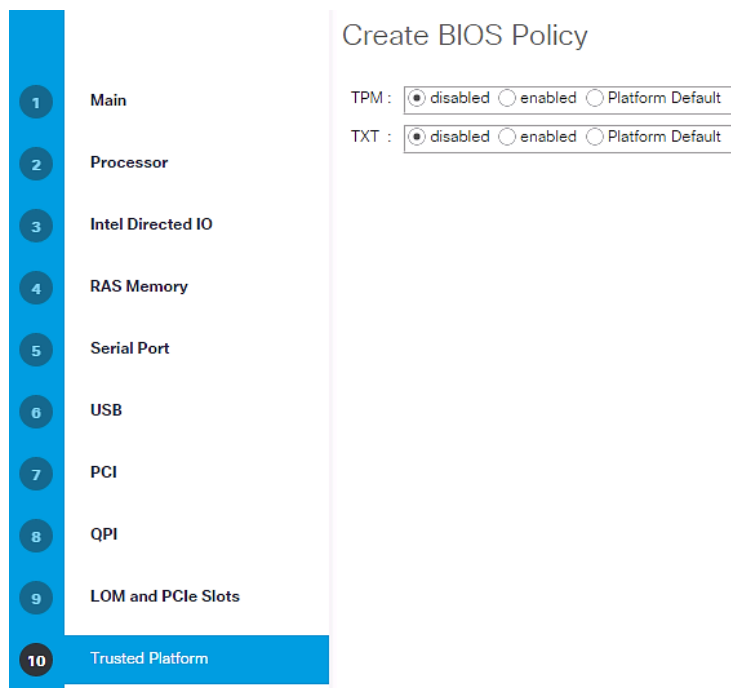 Create BIOS Policy
1 Main
TPM : disabled enabled Platform Default
TXT : disabled enabled Platform Default
2 Processor
3 Intel Directed IO
4 RAS Memory
5 Serial Port
6 USB
7 PCI
8 QPI
9 LOM and PCIe Slots
10 Trusted Platform